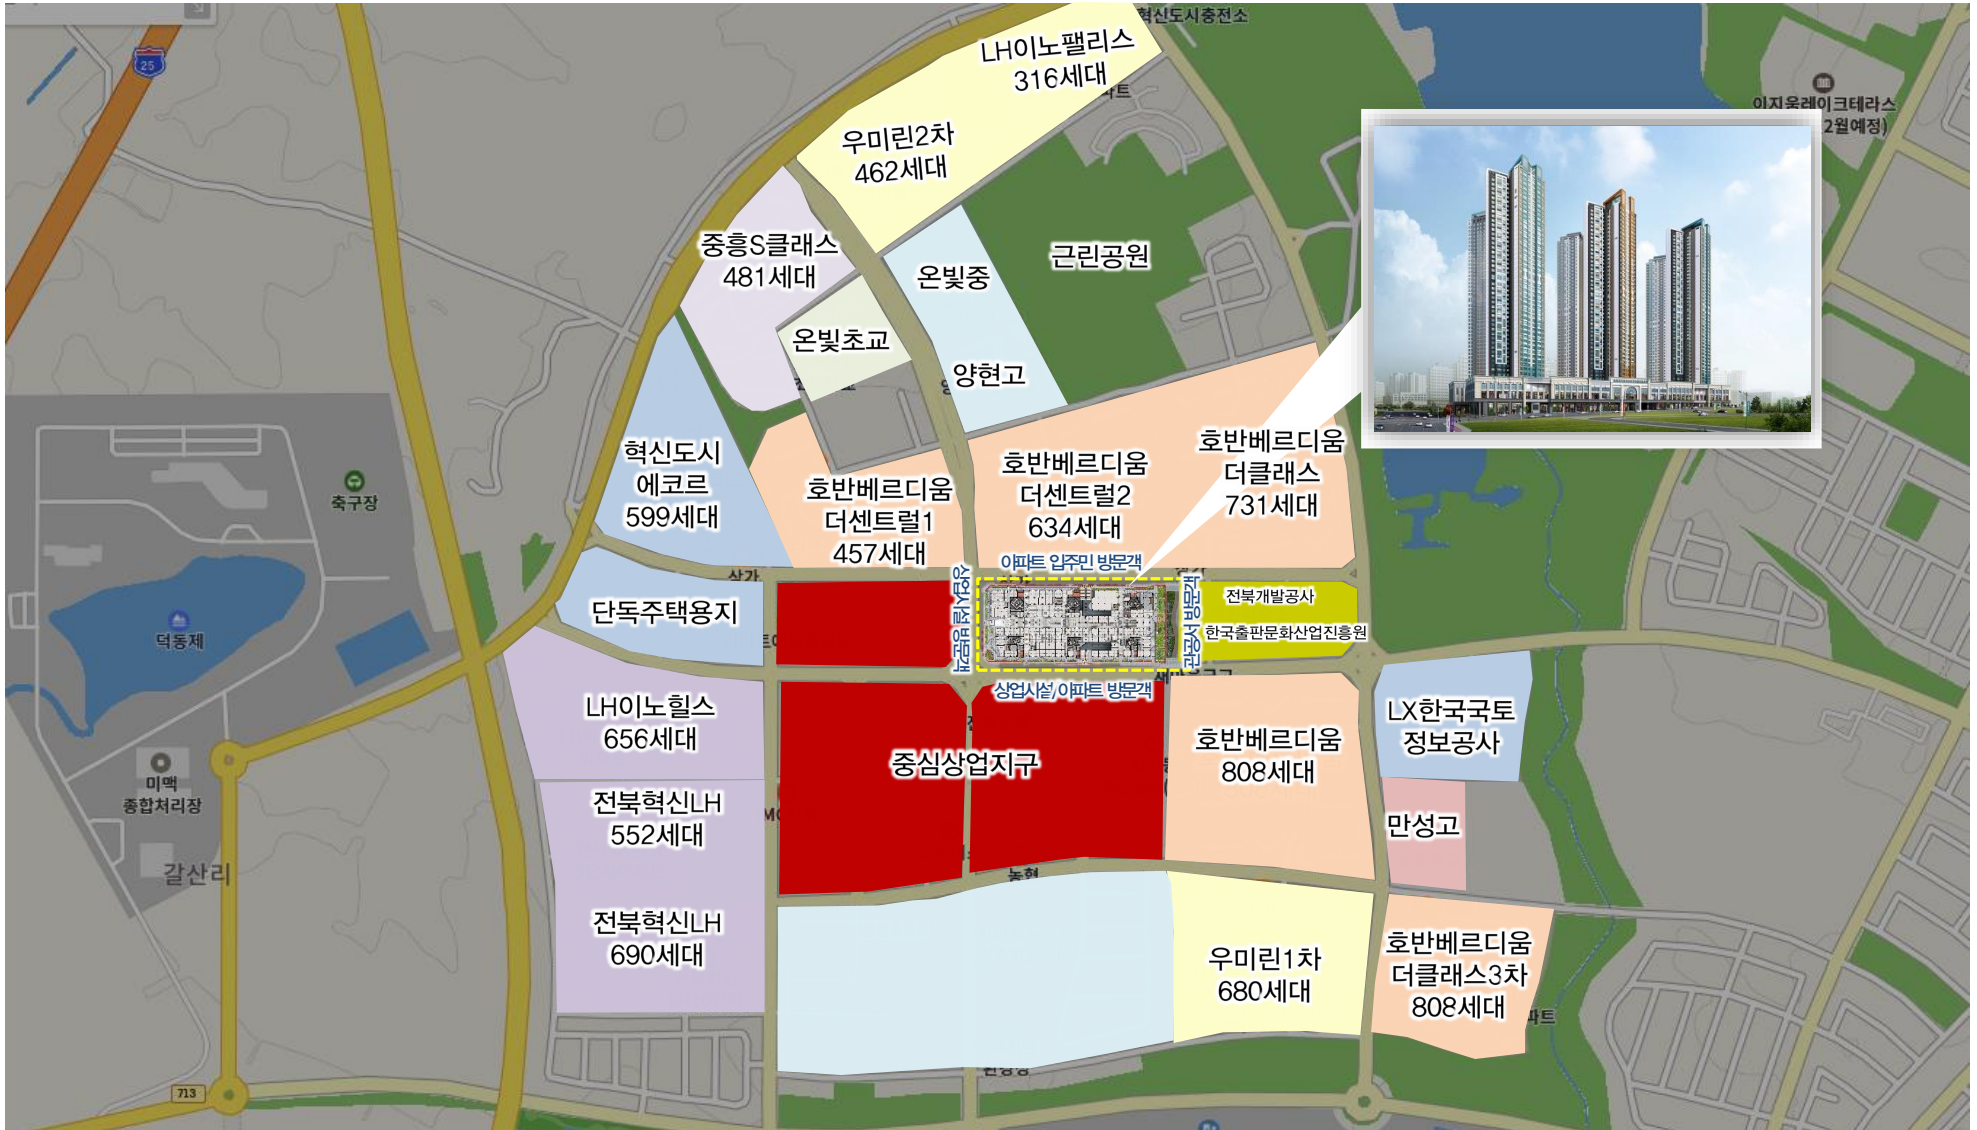 혁신도시충전소
25
LH이노팰리스
316세대
파트
이지움레이크테라스
2월예정)
우미린2차
462세대
중흥S클래스
481세대
온빛중
근린공원
온빛초교
양현고
혁신도시
에코르
599세대
호반베르디움
더센트럴1
457세대
호반베르디움
더센트럴2
634세대
호반베르디움
더클래스
731세대
축구장
상가
아파트 입주민 방문객
상업시설 방문객
관공서 방문객
전북개발공사
한국출판문화산업진흥원
단독주택용지
덕동제
상업시설/아파트 방문객
LH이노힐스
656세대
중심상업지구
호반베르디움
808세대
LX한국국토
정보공사
미맥
종합처리장
전북혁신LH
552세대
만성고
갈산리
농협
전북혁신LH
690세대
우미린1차
680세대
호반베르디움
더클래스3차
808세대
파트
713